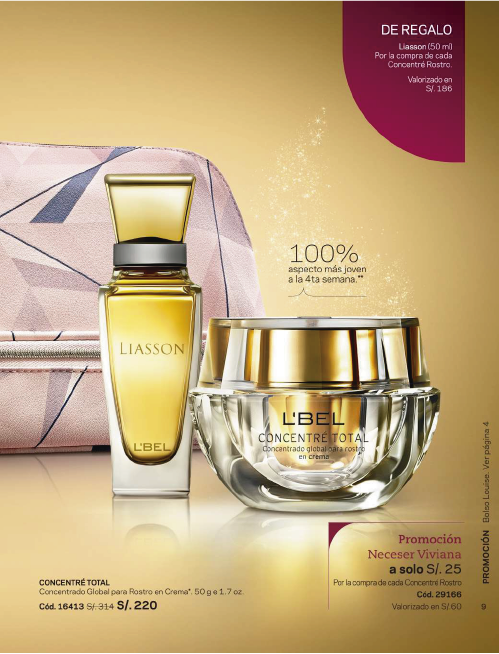 DE REGALO
Liasson (50 ml)
Por la compra de cada
Concentré Rostro.
Valorizado en
S/. 186
100%
aspecto más joven
a la 4ta semana.**
LIASSON
L'BEL
L'BEL
CONCENTRÉ TOTAL
Concentrado global para rostro
en crema
Promoción
Neceser Viviana
a solo S/. 25
Por la compra de cada Concentré Rostro
Cód. 29166
Valorizado en S/ 60
CONCENTRÉ TOTAL
Concentrado Global para Rostro en Crema*. 50 g e 1.7 oz.
Cód. 16413 S/. 314 S/. 220
PROMOCIÓN Bolso Louise. Ver página 4
9